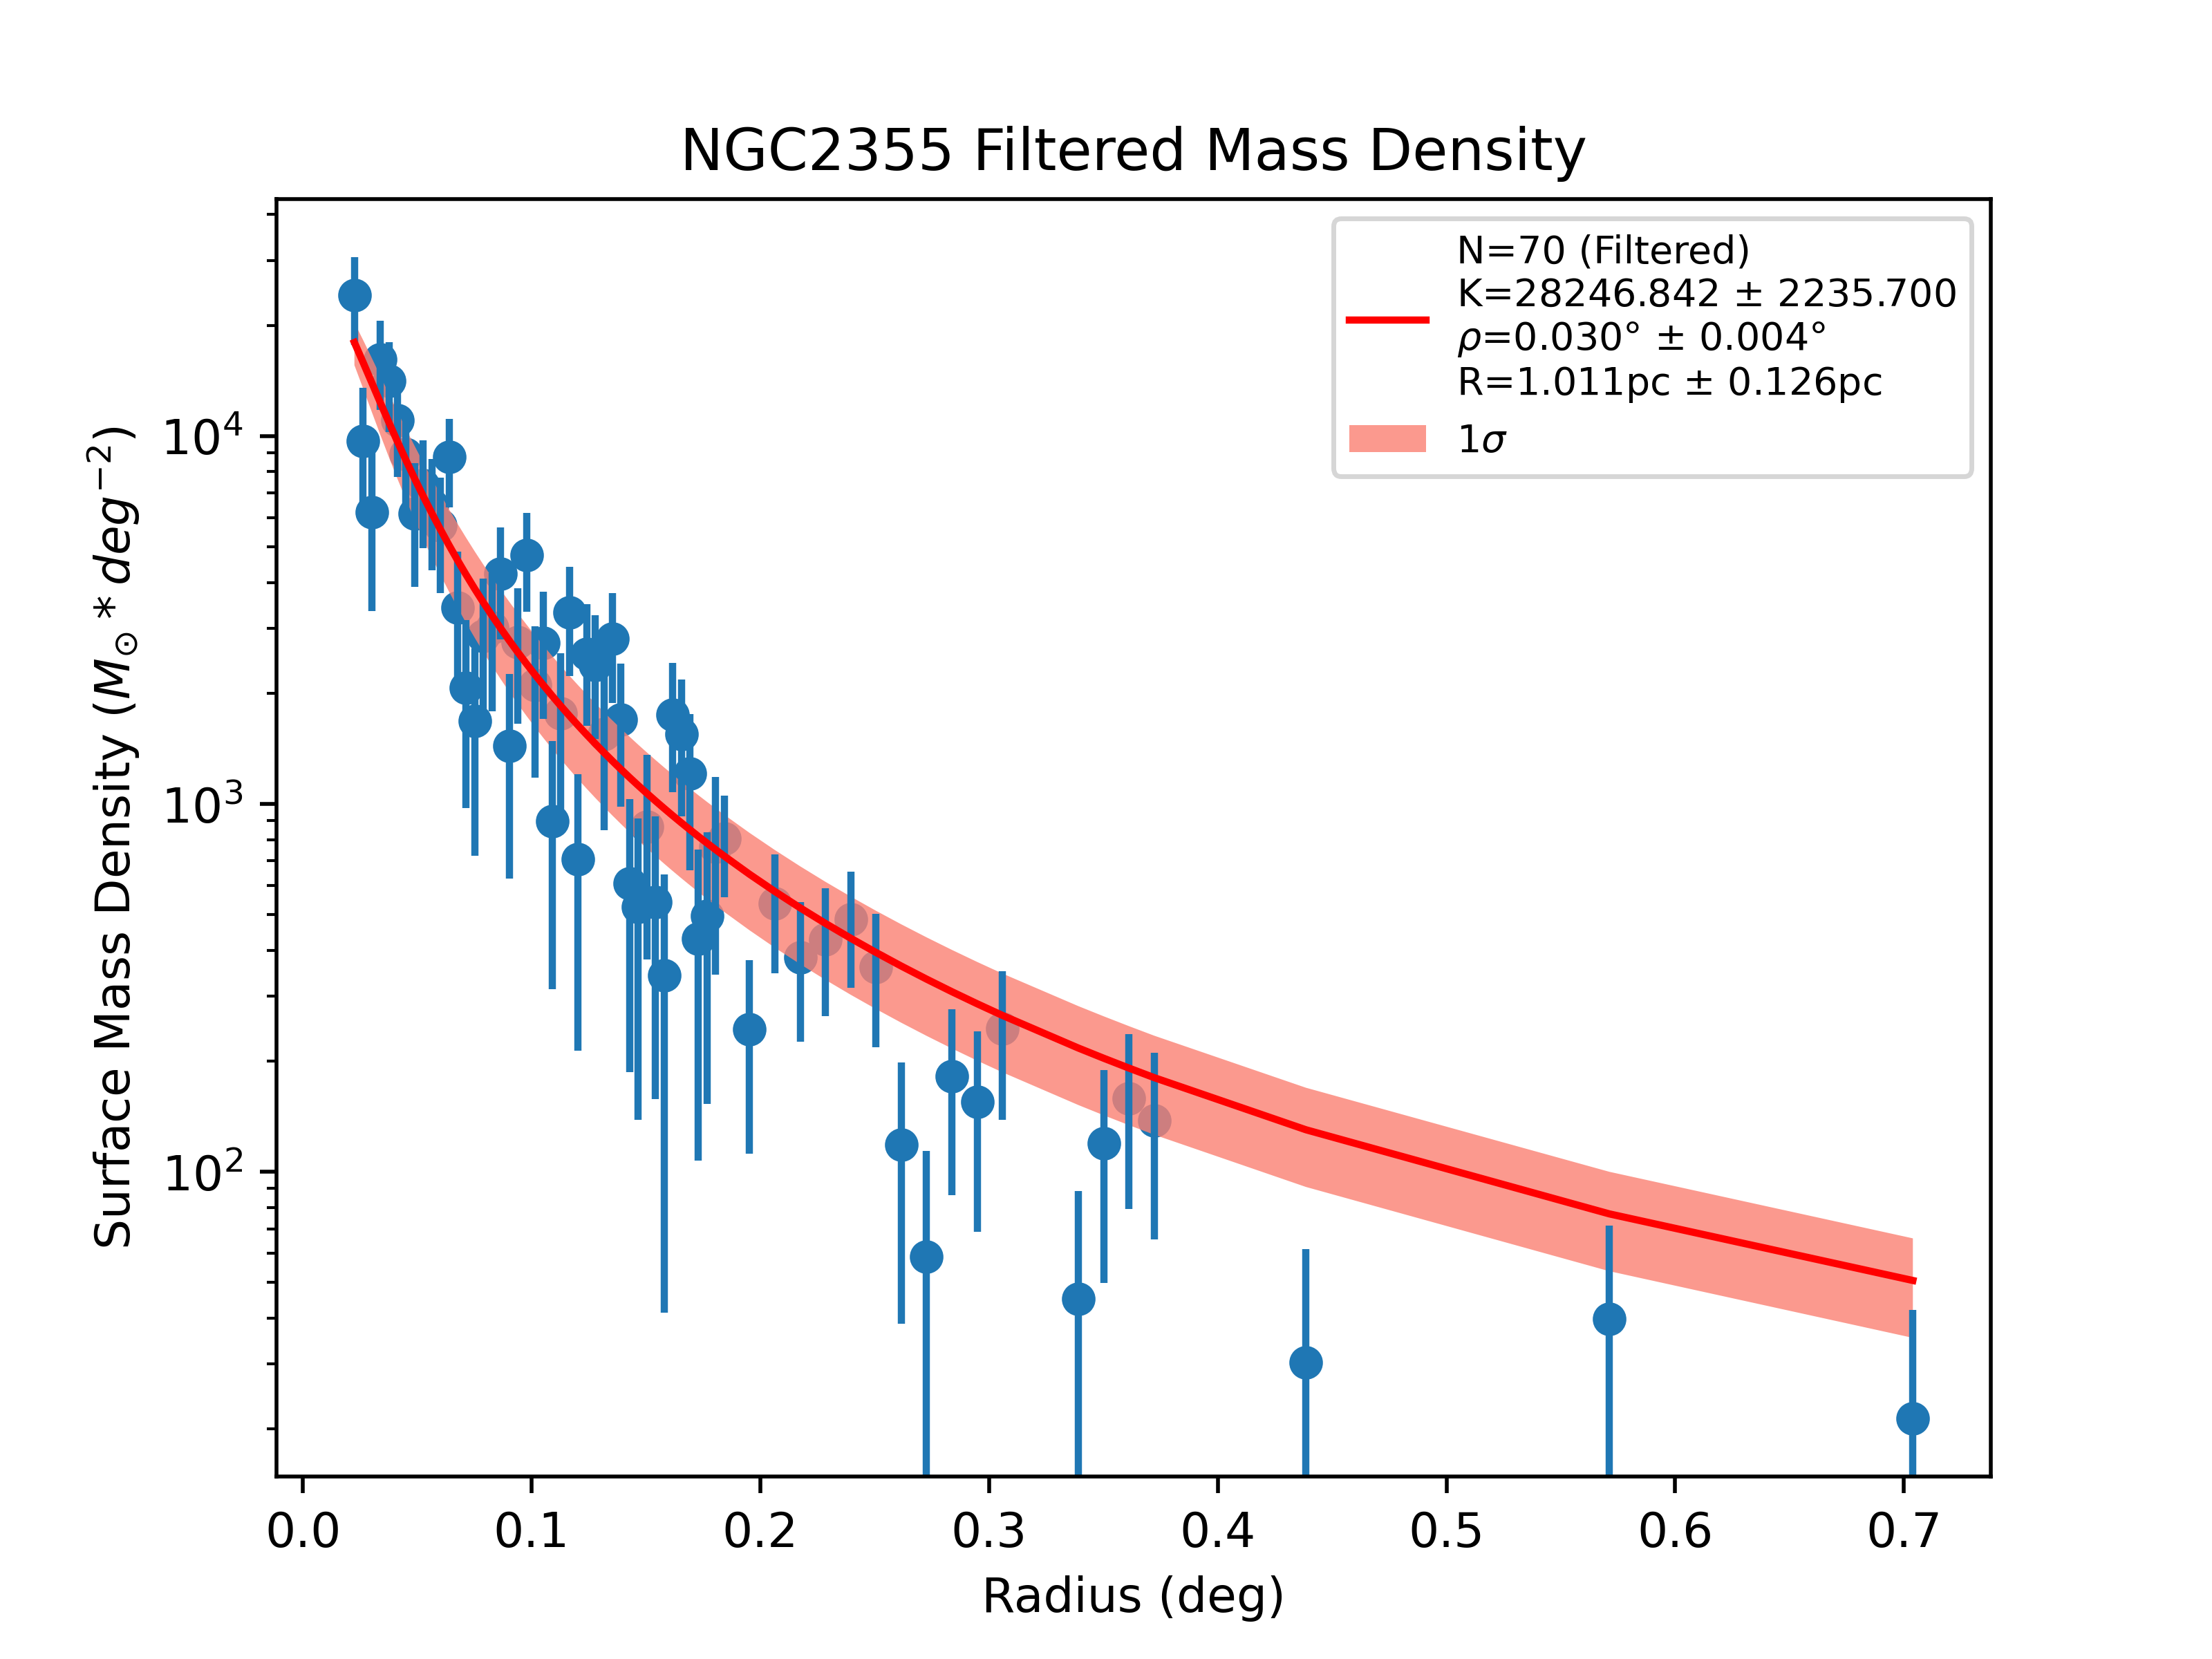 NGC2355 Filtered Mass Density
N=70 (Filtered)
K=28246.842 ± 2235.700
ρ=0.030° ± 0.004°
R=1.011pc ± 0.126pc
1σ
Surface Mass Density (M☉ * deg⁻²)
10⁴
10³
10²
0.0 0.1 0.2 0.3 0.4 0.5 0.6 0.7
Radius (deg)